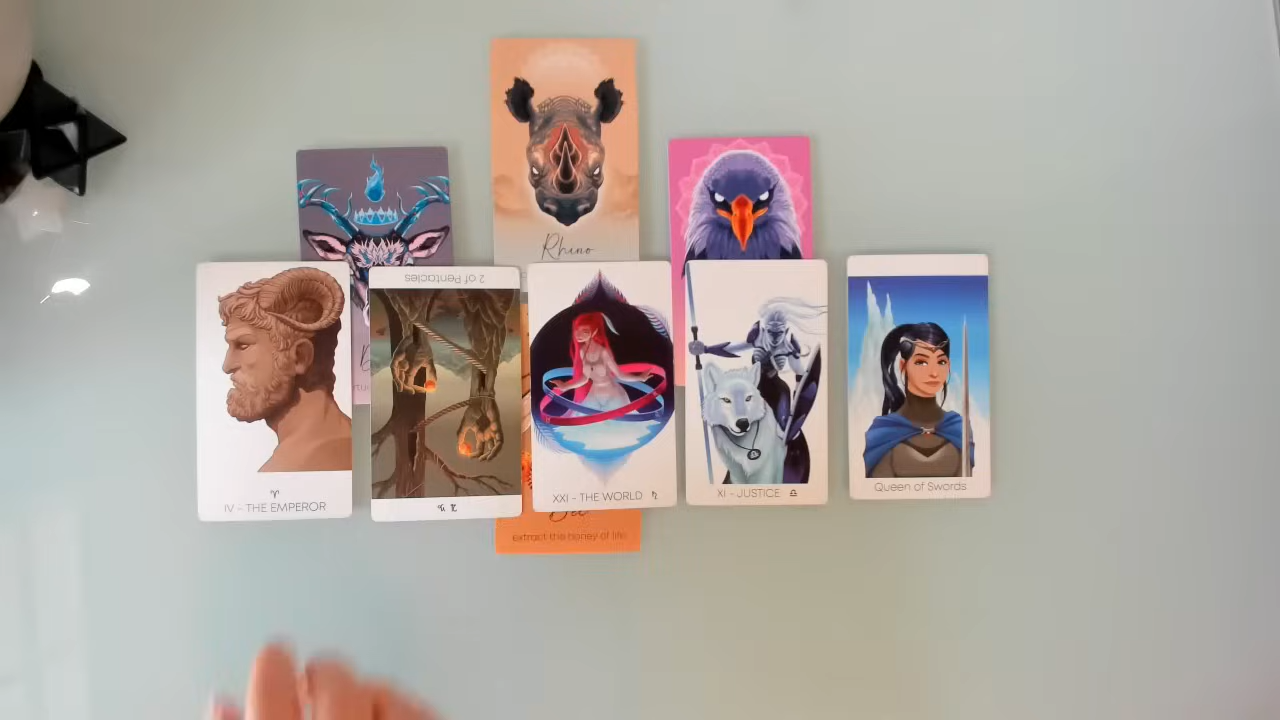 Rhino
2 of Pentacles
IV - THE EMPEROR ♈
XXI - THE WORLD ♄
XI - JUSTICE ♎
Queen of Swords
Bee
extract the honey of life